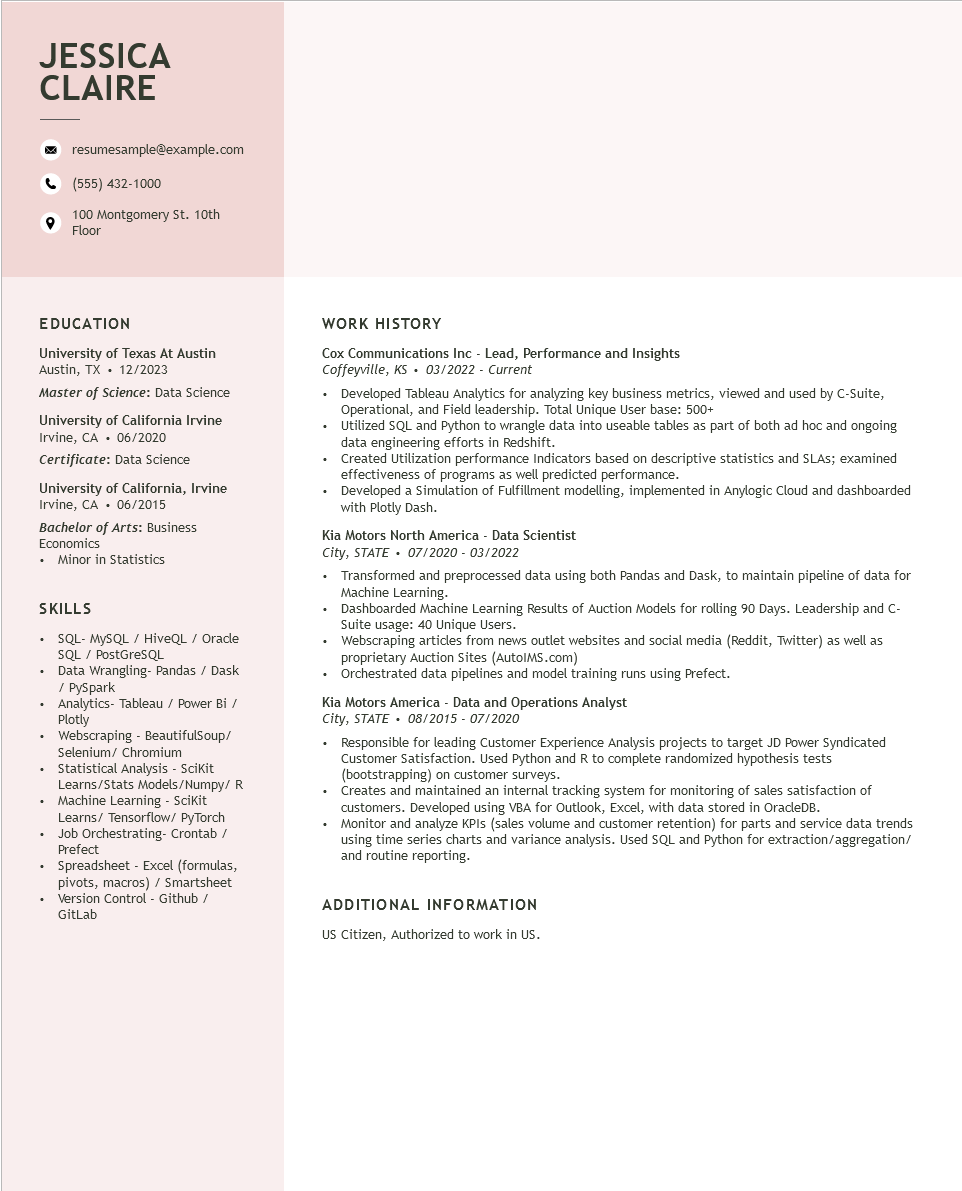 JESSICA
CLAIRE
resumesample@example.com
(555) 432-1000
100 Montgomery St. 10th
Floor
EDUCATION
University of Texas At Austin
Austin, TX • 12/2023
Master of Science: Data Science
University of California Irvine
Irvine, CA • 06/2020
Certificate: Data Science
University of California, Irvine
Irvine, CA • 06/2015
Bachelor of Arts: Business
Economics
• Minor in Statistics
SKILLS
• SQL- MySQL / HiveQL / Oracle
SQL / PostGreSQL
• Data Wrangling- Pandas / Dask
/ PySpark
• Analytics- Tableau / Power Bi /
Plotly
• Webscraping - BeautifulSoup/
Selenium/ Chromium
• Statistical Analysis - SciKit
Learns/Stats Models/Numpy/ R
• Machine Learning - SciKit
Learns/ Tensorflow/ PyTorch
• Job Orchestrating- Crontab /
Prefect
• Spreadsheet - Excel (formulas,
pivots, macros) / Smartsheet
• Version Control - Github /
GitLab
WORK HISTORY
Cox Communications Inc - Lead, Performance and Insights
Coffeyville, KS • 03/2022 - Current
• Developed Tableau Analytics for analyzing key business metrics, viewed and used by C-Suite,
Operational, and Field leadership. Total Unique User base: 500+
• Utilized SQL and Python to wrangle data into useable tables as part of both ad hoc and ongoing
data engineering efforts in Redshift.
• Created Utilization performance Indicators based on descriptive statistics and SLAs; examined
effectiveness of programs as well predicted performance.
• Developed a Simulation of Fulfillment modelling, implemented in Anylogic Cloud and dashboarded
with Plotly Dash.
Kia Motors North America - Data Scientist
City, STATE • 07/2020 - 03/2022
• Transformed and preprocessed data using both Pandas and Dask, to maintain pipeline of data for
Machine Learning.
• Dashboarded Machine Learning Results of Auction Models for rolling 90 Days. Leadership and C-
Suite usage: 40 Unique Users.
• Webscraping articles from news outlet websites and social media (Reddit, Twitter) as well as
proprietary Auction Sites (AutoIMS.com)
• Orchestrated data pipelines and model training runs using Prefect.
Kia Motors America - Data and Operations Analyst
City, STATE • 08/2015 - 07/2020
• Responsible for leading Customer Experience Analysis projects to target JD Power Syndicated
Customer Satisfaction. Used Python and R to complete randomized hypothesis tests
(bootstrapping) on customer surveys.
• Creates and maintained an internal tracking system for monitoring of sales satisfaction of
customers. Developed using VBA for Outlook, Excel, with data stored in OracleDB.
• Monitor and analyze KPIs (sales volume and customer retention) for parts and service data trends
using time series charts and variance analysis. Used SQL and Python for extraction/aggregation/
and routine reporting.
ADDITIONAL INFORMATION
US Citizen, Authorized to work in US.